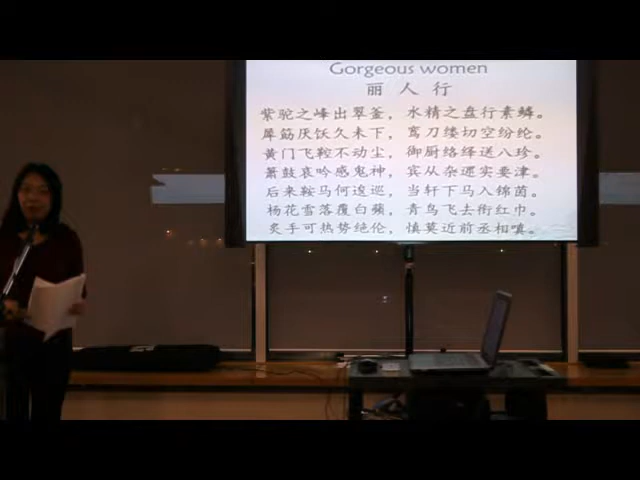 Gorgeous women
丽 人 行
紫驼之峰出翠釜，水精之盘行素鳞。
犀筋厌饫久未下，鸾刀缕切空纷纶。
黄门飞鞚不动尘，御厨络绎送八珍。
箫鼓哀吟感鬼神，宾从杂遝实要津。
后来鞍马何逡巡，当轩下马入锦茵。
杨花雪落覆白蘋，青鸟飞去衔红巾。
炙手可热势绝伦，慎莫近前丞相嗔。